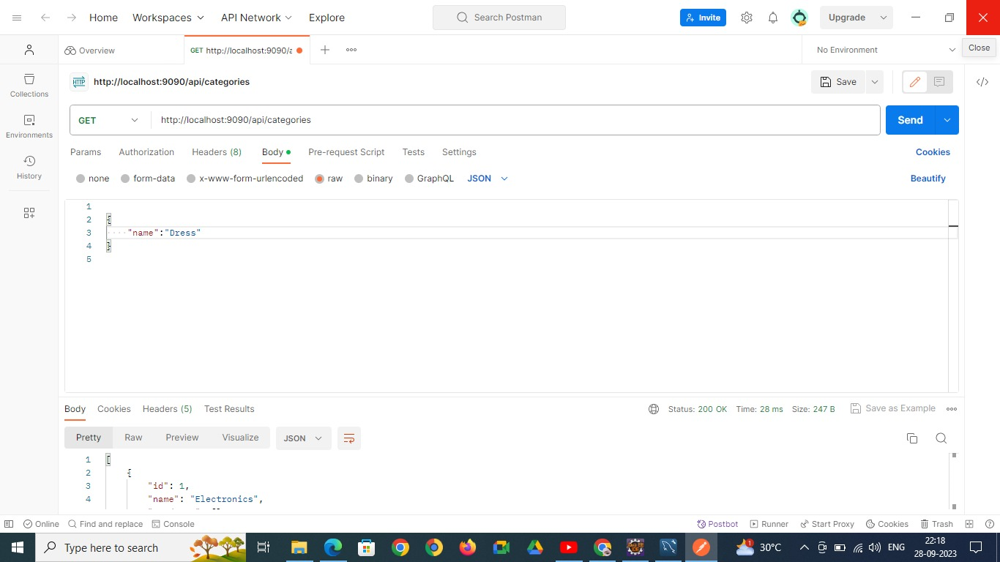 Home Workspaces API Network Explore Search Postman Invite Upgrade
Overview GET http://localhost:9090/a No Environment Close
HTTP http://localhost:9090/api/categories Save
Collections
GET http://localhost:9090/api/categories Send
Environments
Params Authorization Headers (8) Body Pre-request Script Tests Settings Cookies
History
none form-data x-www-form-urlencoded raw binary GraphQL JSON Beautify
1
2 {
3 "name":"Dress"
4 }
5
Body Cookies Headers (5) Test Results Status: 200 OK Time: 28 ms Size: 247 B Save as Example
Pretty Raw Preview Visualize JSON
1 [
2 {
3 "id": 1,
4 "name": "Electronics",
Online Find and replace Console Postbot Runner Start Proxy Cookies Trash
Type here to search 1 30°C ENG 22:18
28-09-2023